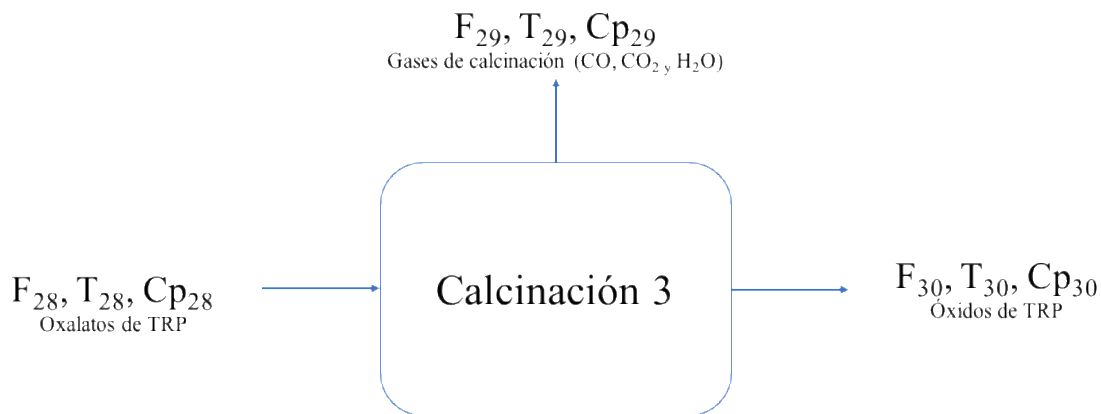 F₂₉, T₂₉, Cp₂₉
Gases de calcinación (CO, CO₂ y H₂O)
F₂₈, T₂₈, Cp₂₈
Oxalatos de TRP
Calcinación 3
F₃₀, T₃₀, Cp₃₀
Óxidos de TRP